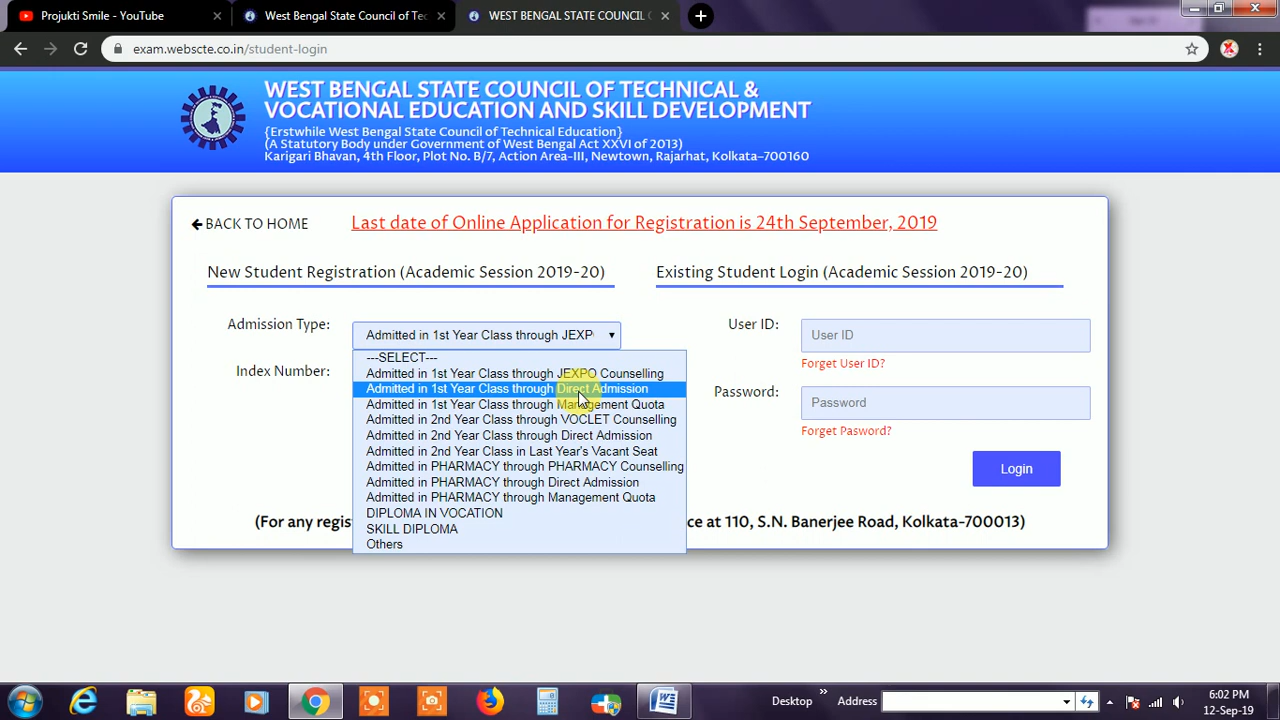 Projukti Smile - YouTube
West Bengal State Council of Tec
WEST BENGAL STATE COUNCIL
exam.webscte.co.in/student-login
WEST BENGAL STATE COUNCIL OF TECHNICAL &
VOCATIONAL EDUCATION AND SKILL DEVELOPMENT
{Erstwhile West Bengal State Council of Technical Education}
(A Statutory Body under Government of West Bengal Act XXVI of 2013)
Karigari Bhavan, 4th Floor, Plot No. B/7, Action Area-III, Newtown, Rajarhat, Kolkata-700160
BACK TO HOME
Last date of Online Application for Registration is 24th September, 2019
New Student Registration (Academic Session 2019-20)
Admission Type:
Admitted in 1st Year Class through JEXP
Index Number:
---SELECT---
Admitted in 1st Year Class through JEXPO Counselling
Admitted in 1st Year Class through Direct Admission
Admitted in 1st Year Class through Management Quota
Admitted in 2nd Year Class through VOCLET Counselling
Admitted in 2nd Year Class through Direct Admission
Admitted in 2nd Year Class in Last Year's Vacant Seat
Admitted in PHARMACY through PHARMACY Counselling
Admitted in PHARMACY through Direct Admission
Admitted in PHARMACY through Management Quota
DIPLOMA IN VOCATION
SKILL DIPLOMA
Others
Existing Student Login (Academic Session 2019-20)
User ID:
User ID
Forget User ID?
Password:
Password
Forget Pasword?
Login
(For any regis ce at 110, S.N. Banerjee Road, Kolkata-700013)
Desktop
Address
6:02 PM
12-Sep-19